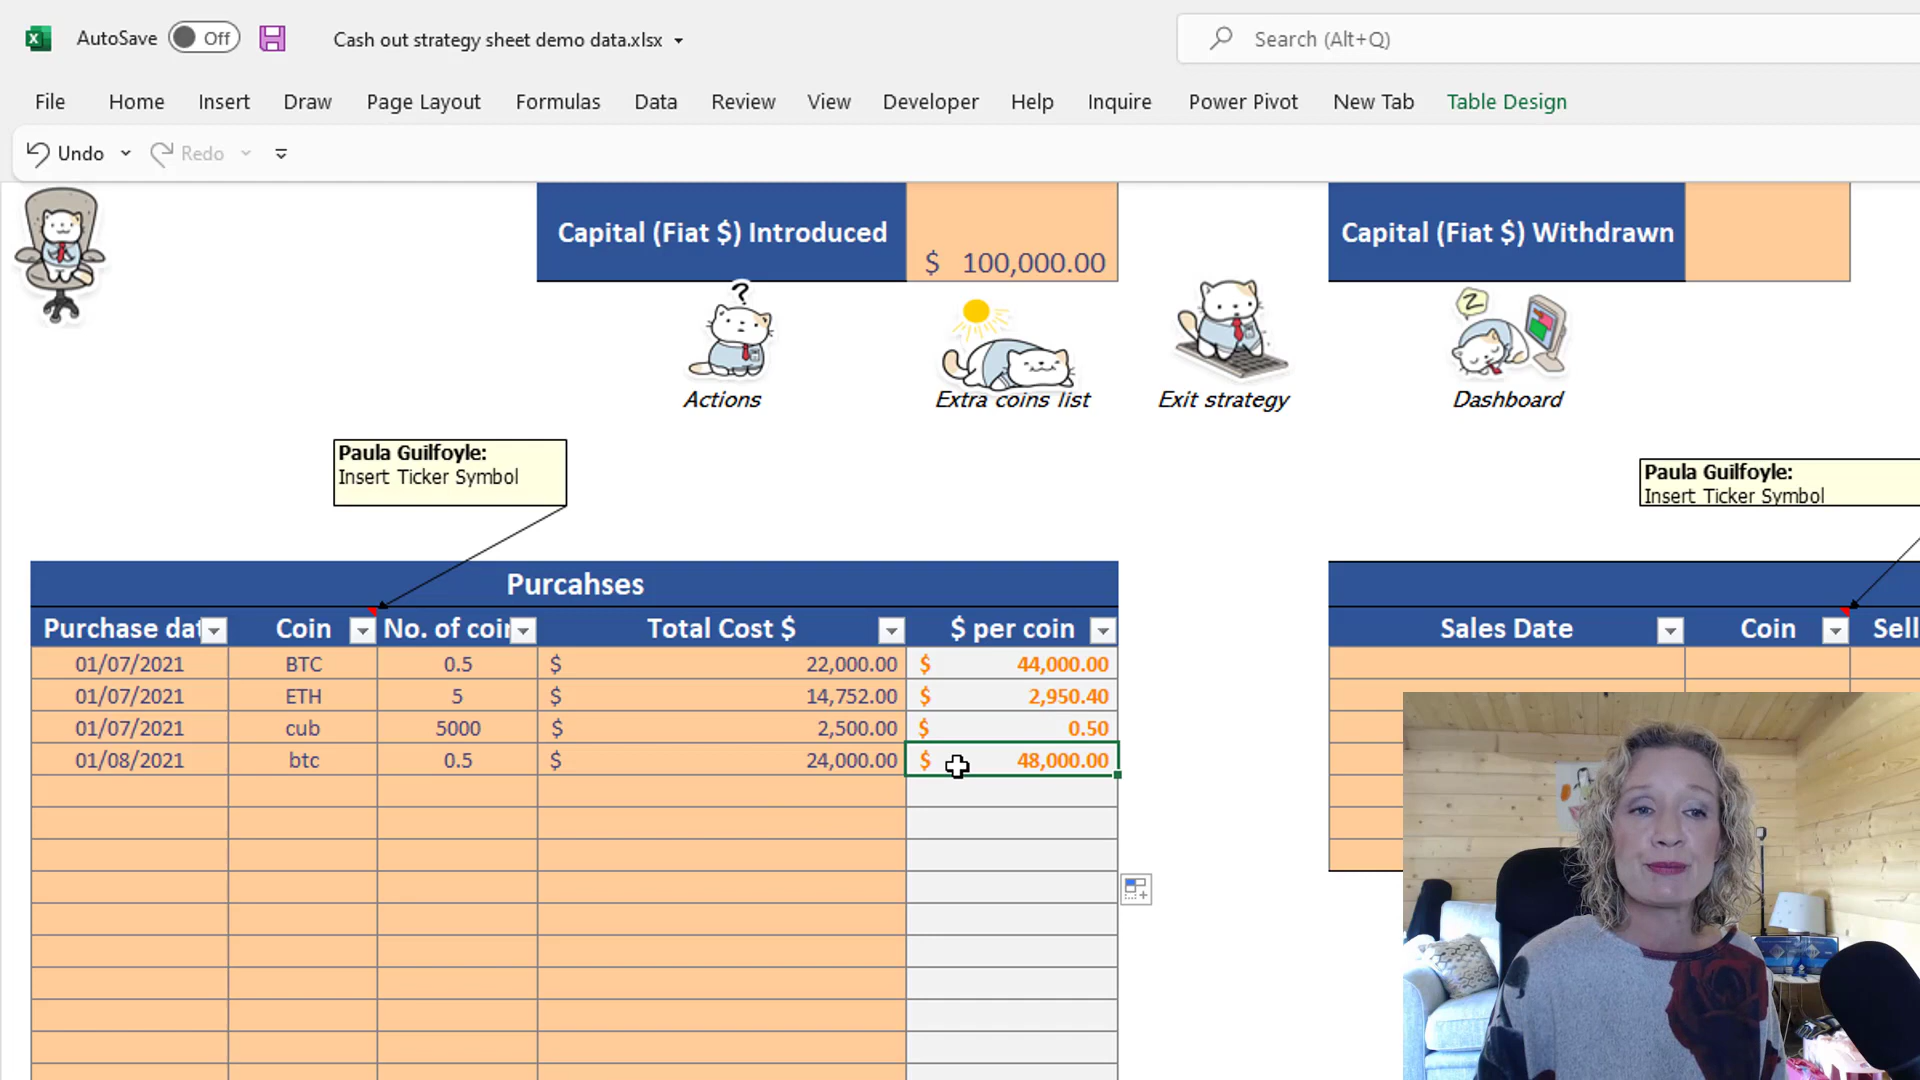 AutoSave Off Cash out strategy sheet demo data.xlsx Search (Alt+Q)
File Home Insert Draw Page Layout Formulas Data Review View Developer Help Inquire Power Pivot New Tab Table Design
Undo Redo
Capital (Fiat $) Introduced $ 100,000.00 Capital (Fiat $) Withdrawn
?
Z
Actions Extra coins list Exit strategy Dashboard
Paula Guilfoyle:
Insert Ticker Symbol
Paula Guilfoyle:
Insert Ticker Symbol
Purcahses
Purchase dat Coin No. of coin Total Cost $ $ per coin Sales Date Coin Sell
01/07/2021 BTC 0.5 $ 22,000.00 $ 44,000.00
01/07/2021 ETH 5 $ 14,752.00 $ 2,950.40
01/07/2021 cub 5000 $ 2,500.00 $ 0.50
01/08/2021 btc 0.5 $ 24,000.00 $ 48,000.00